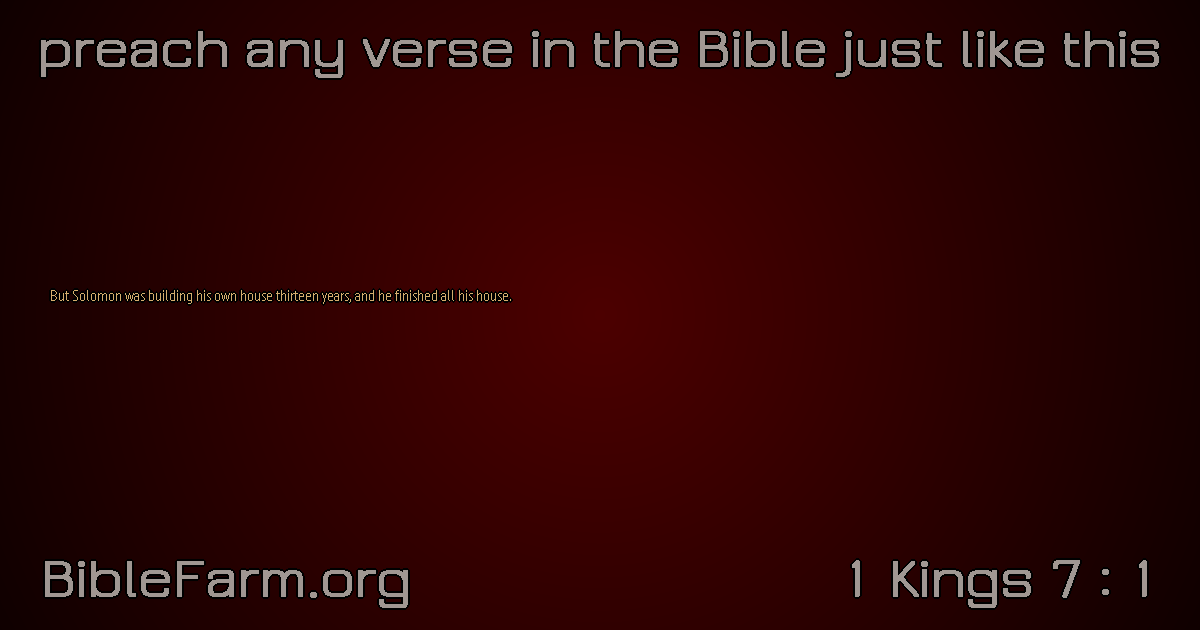 preach any verse in the Bible just like this
But Solomon was building his own house thirteen years, and he finished all his house.
BibleFarm.org
1 Kings 7 : 1